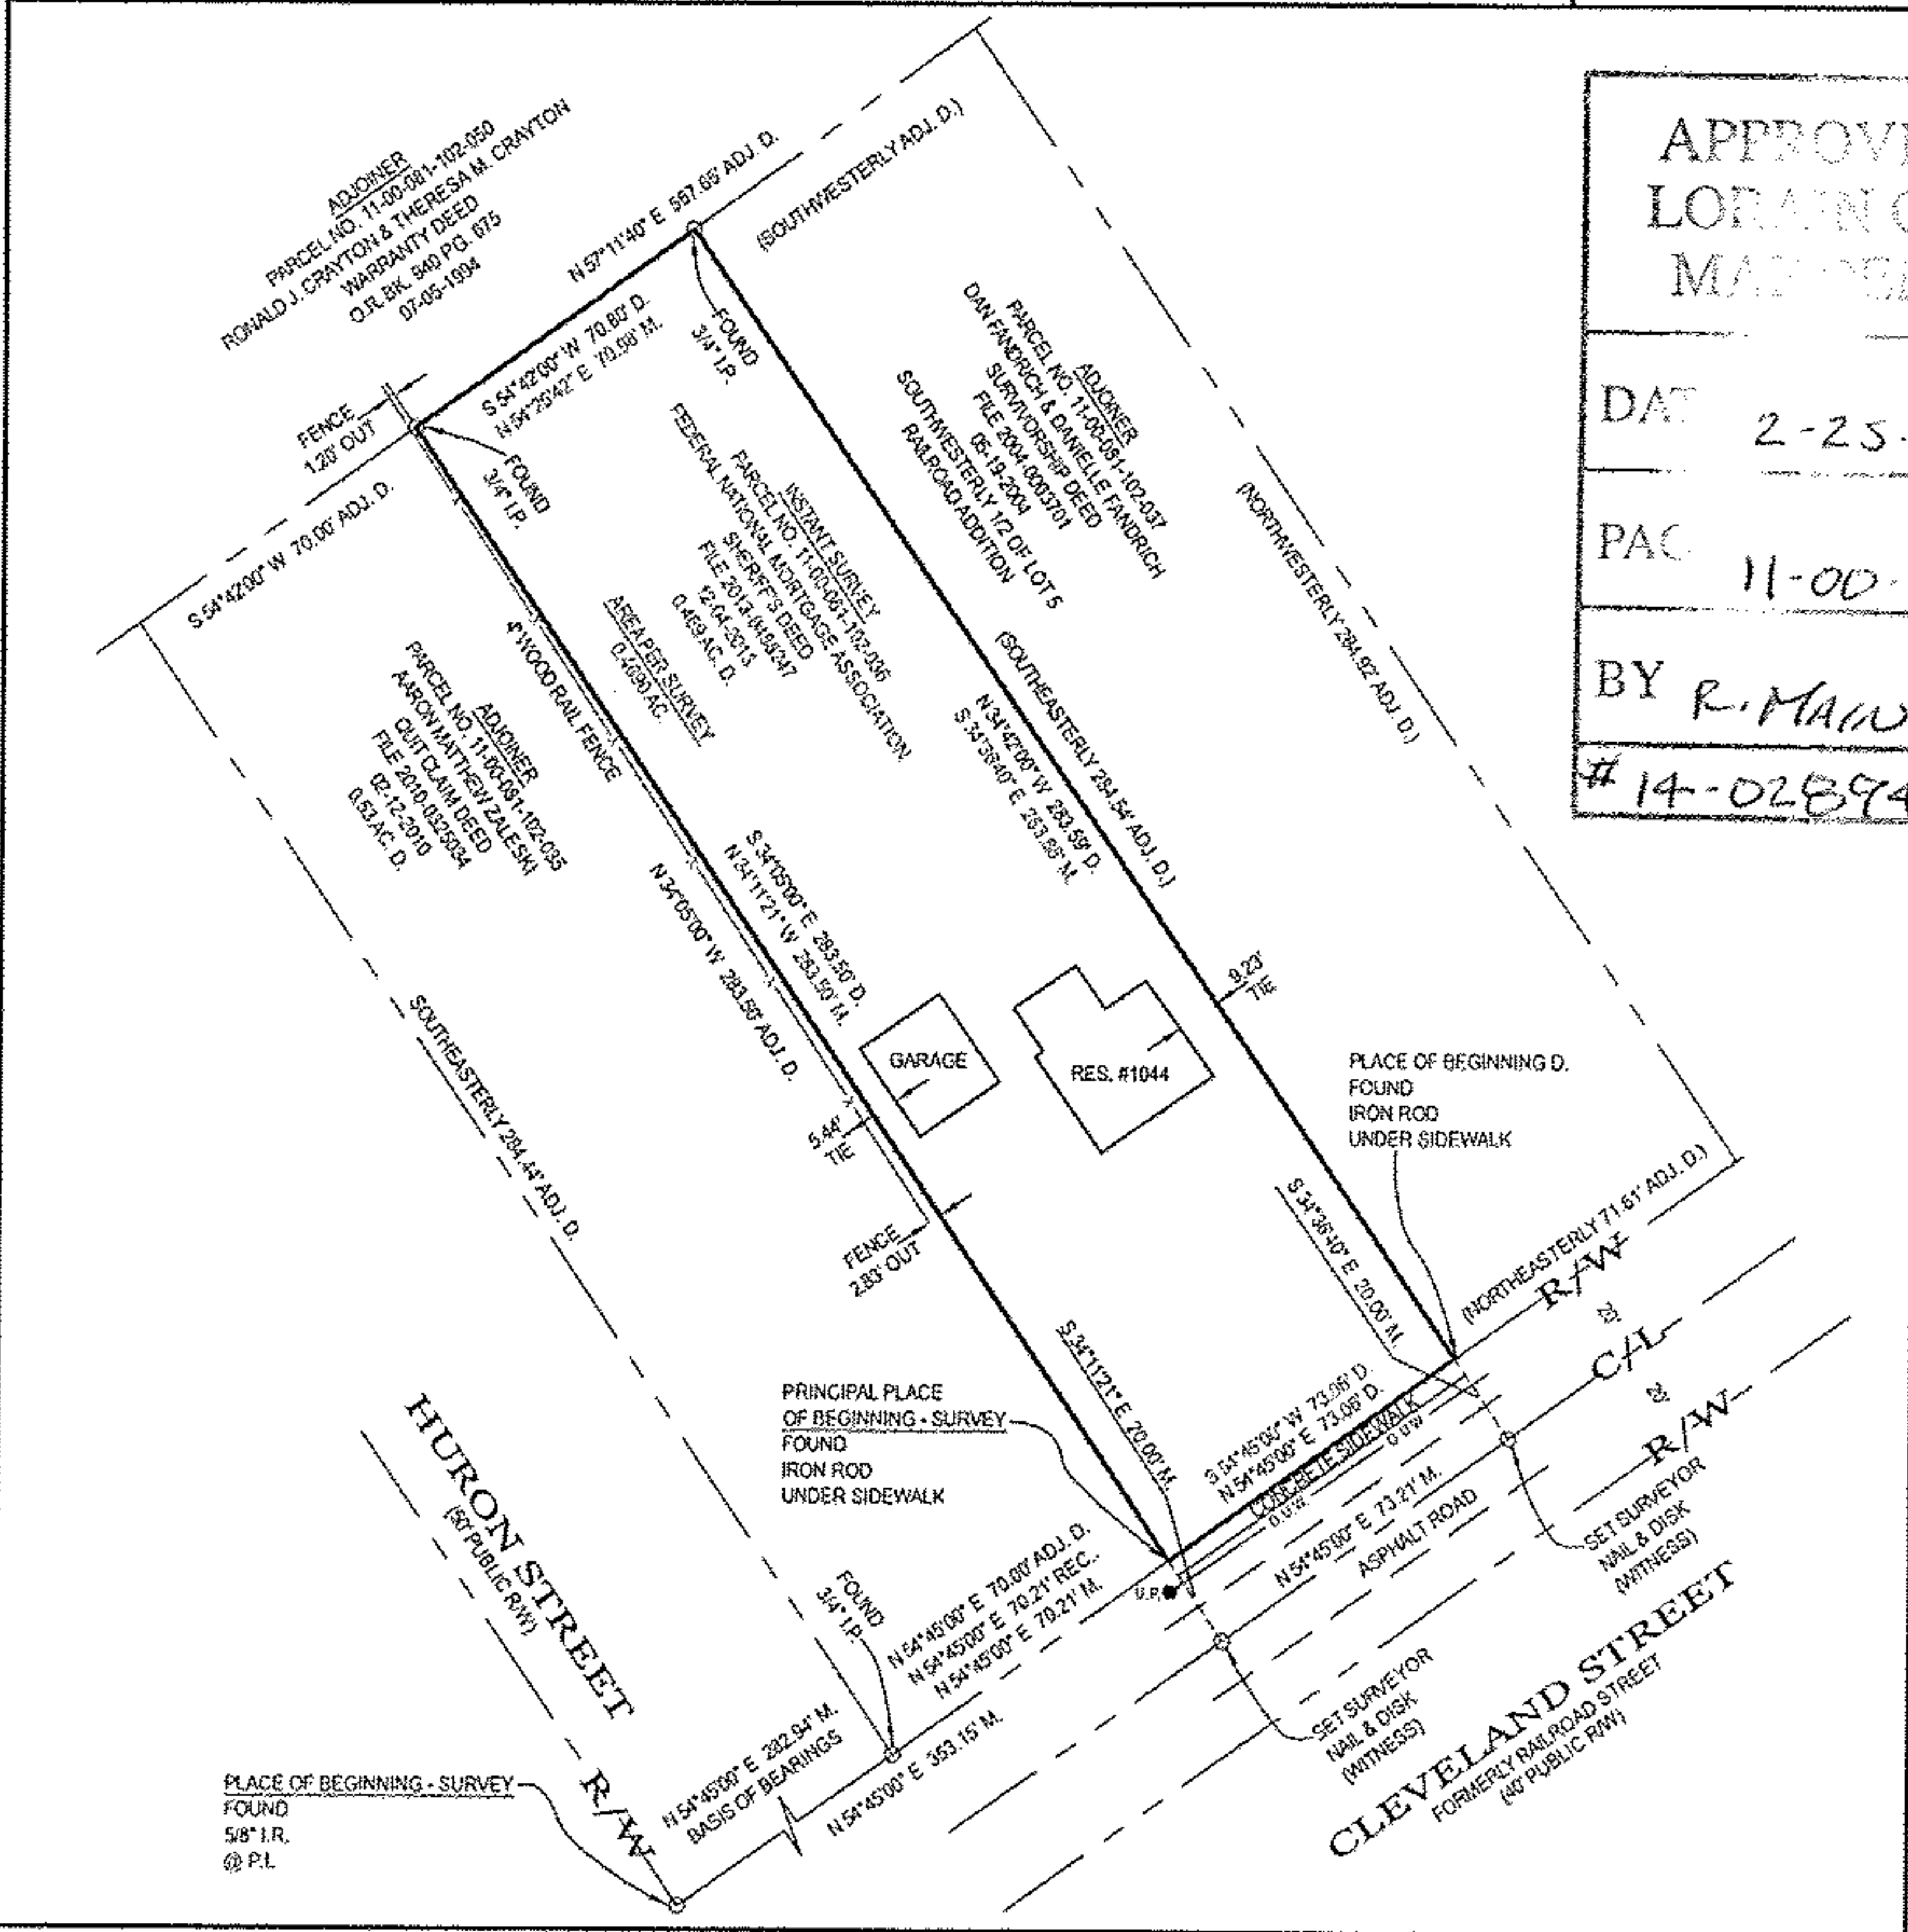 ADJOINER
PARCEL NO. 11-00-081-102-050
RONALD J. CRAYTON & THERESA M. CRAYTON
WARRANTY DEED
O.R. BK. 940 PG. 675
07-05-1994
N 57°11'40" E 557.65' ADJ. D.
(SOUTHWESTERLY ADJ. D.)
S 54°42'00" W 70.80' D.
N 54°25'42" E 70.98' M.
FOUND
3/4" I.P.
FENCE
1.20' OUT
FOUND
3/4" I.P.
S 54°42'00" W 70.00' ADJ. D.
ADJOINER
PARCEL NO. 11-00-081-102-037
DAN FANDRICH & DANIELLE FANDRICH
SURVIVORSHIP DEED
FILE 2004-0003701
05-19-2004
SOUTHWESTERLY 1/2 OF LOT 5
RAILROAD ADDITION
(NORTHWESTERLY 284.92' ADJ. D.)
INSTANT SURVEY
PARCEL NO. 11-00-081-102-036
FEDERAL NATIONAL MORTGAGE ASSOCIATION
SHERIFF'S DEED
FILE
12-04-2013
0.469 AC. D.
AREA PER SURVEY
0.4690 AC.
4' WOOD RAIL FENCE
ADJOINER
PARCEL NO. 11-00-081-102-035
AARON MATTHEW ZALESKI
QUIT CLAIM DEED
FILE 2010-0325034
02-12-2010
0.53 AC. D.
(SOUTHEASTERLY 284.54' ADJ. D.)
N 34°42'00" W 283.59' D.
S 34°36'40" E
S 34°05'00" E 283.50' D.
N 34°11'21" W 283.50' M.
N 34°05'00" W 283.50' ADJ. D.
SOUTHEASTERLY 284.44' ADJ. D.
9.23'
TIE
GARAGE
RES. #1044
5.44'
TIE
FENCE
2.83' OUT
PLACE OF BEGINNING D.
FOUND
IRON ROD
UNDER SIDEWALK
(NORTHEASTERLY 71.61' ADJ. D.)
S 34°36'40" E 20.00' M.
S 34°11'21" E 20.00' M.
R/W
20'
C/L
20'
R/W
PRINCIPAL PLACE
OF BEGINNING - SURVEY
FOUND
IRON ROD
UNDER SIDEWALK
S 54°45'00" W 73.06' D.
N 54°45'00" E 73.06' D.
CONCRETE SIDEWALK
O.U.W.
O.U.W
N 54°45'00" E 73.21' M.
ASPHALT ROAD
U.P.
SET SURVEYOR
NAIL & DISK
(WITNESS)
SET SURVEYOR
NAIL & DISK
(WITNESS)
CLEVELAND STREET
FORMERLY RAILROAD STREET
(40' PUBLIC R/W)
HURON STREET
(50' PUBLIC R/W)
FOUND
3/4" I.P.
N 54°45'00" E 70.00' ADJ. D.
N 54°45'00" E 70.21' REC.
N 54°45'00" E 70.21' M.
N 54°45'00" E 282.94' M.
BASIS OF BEARINGS
N 54°45'00" E 353.15' M.
R/W
PLACE OF BEGINNING - SURVEY
FOUND
5/8" I.R.
@ P.L.
APPROVE
LORAIN C
MAP DE
DAT 2-25-
PAG 11-00-
BY R. MAIN
# 14-02894